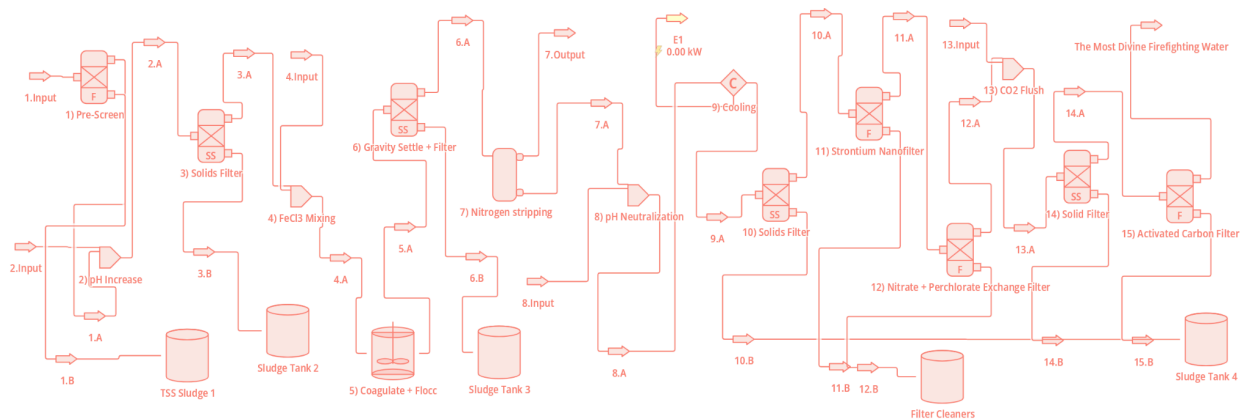 1.Input
F
1) Pre-Screen
2.A
3.A
4.Input
SS
3) Solids Filter
2.Input
2) pH Increase
1.A
1.B
TSS Sludge 1
3.B
Sludge Tank 2
4) FeCl3 Mixing
4.A
5) Coagulate + Flocc
5.A
SS
6) Gravity Settle + Filter
6.A
6.B
Sludge Tank 3
7.Output
7) Nitrogen stripping
7.A
8.Input
8) pH Neutralization
8.A
E1
0.00 kW
C
9) Cooling
9.A
SS
10) Solids Filter
10.A
10.B
F
11) Strontium Nanofilter
11.A
11.B
12.B
Filter Cleaners
F
12) Nitrate + Perchlorate Exchange Filter
12.A
13.Input
13) CO2 Flush
13.A
SS
14) Solid Filter
14.A
14.B
The Most Divine Firefighting Water
F
15) Activated Carbon Filter
15.B
Sludge Tank 4